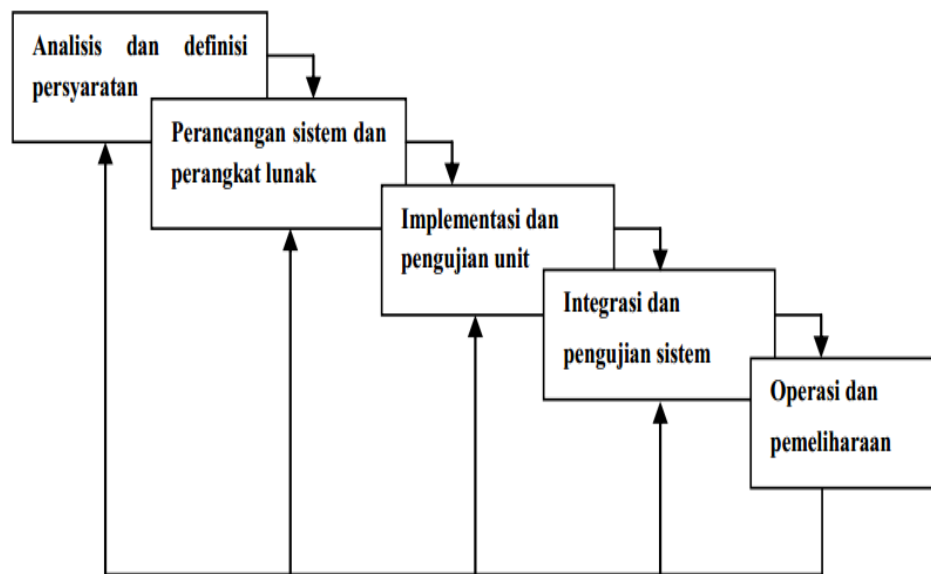 Analisis dan definisi
persyaratan
Perancangan sistem dan
perangkat lunak
Implementasi dan
pengujian unit
Integrasi dan
pengujian sistem
Operasi dan
pemeliharaan